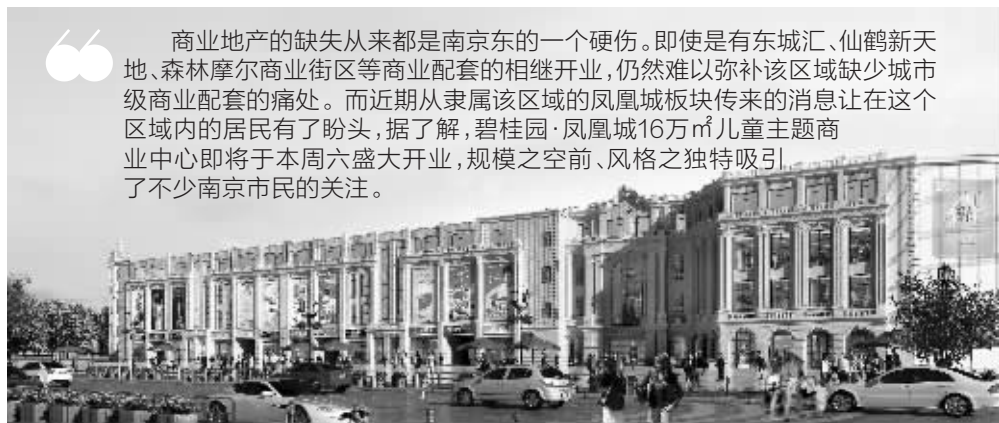 商业地产的缺失从来都是南京东的一个硬伤。即使是有东城汇、仙鹤新天
地、森林摩尔商业街区等商业配套的相继开业,仍然难以弥补该区域缺少城市
级商业配套的痛处。而近期从隶属该区域的凤凰城板块传来的消息让在这个
区域内的居民有了盼头,据了解,碧桂园·凤凰城16万㎡儿童主题商
业中心即将于本周六盛大开业,规模之空前、风格之独特吸引
了不少南京市民的关注。